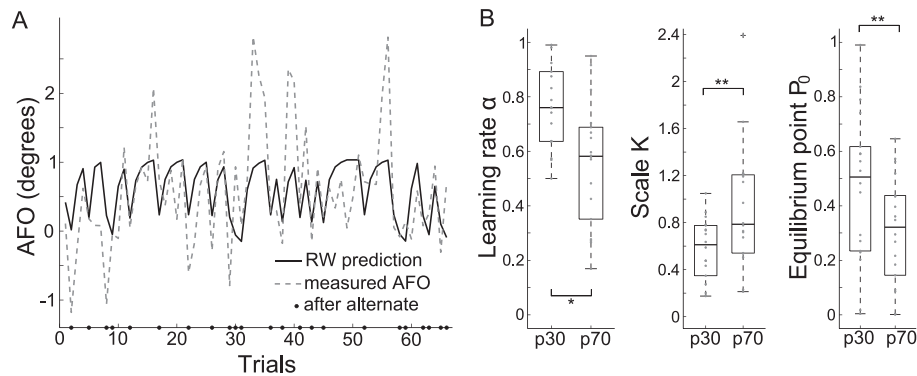 A
AFO (degrees)
2
1
0
-1
0 10 20 30 40 50 60
Trials
RW prediction
measured AFO
after alternate
B
Learning rate α
1
0.8
0.6
0.4
0.2
0
*
p30 p70
Scale K
2.4
2
1.6
1.2
0.8
0.4
0
**
p30 p70
Equilibrium point P0
1
0.8
0.6
0.4
0.2
0
**
p30 p70